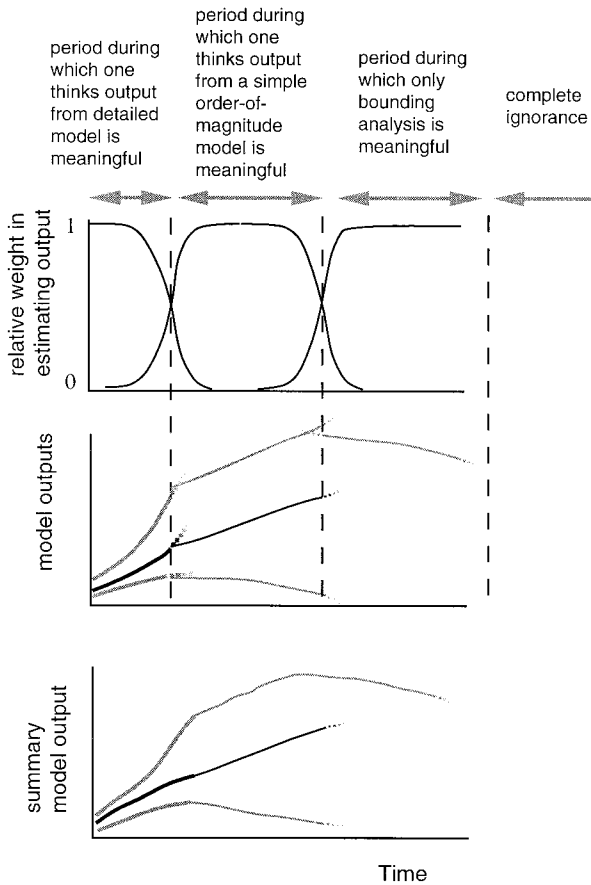 period during
which one
thinks output
from detailed
model is
meaningful
period during
which one
thinks output
from a simple
order-of-
magnitude
model is
meaningful
period during
which only
bounding
analysis is
meaningful
complete
ignorance
relative weight in
estimating output
1
0
model outputs
summary
model output
Time